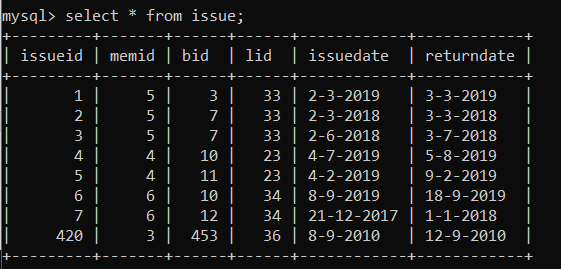 mysql> select * from issue;
+---------+-------+------+------+------------+------------+
| issueid | memid | bid  | lid  | issuedate  | returndate |
+---------+-------+------+------+------------+------------+
|       1 |     5 |    3 |   33 | 2-3-2019   | 3-3-2019   |
|       2 |     5 |    7 |   33 | 2-3-2018   | 3-3-2018   |
|       3 |     5 |    7 |   33 | 2-6-2018   | 3-7-2018   |
|       4 |     4 |   10 |   23 | 4-7-2019   | 5-8-2019   |
|       5 |     4 |   11 |   23 | 4-2-2019   | 9-2-2019   |
|       6 |     6 |   10 |   34 | 8-9-2019   | 18-9-2019  |
|       7 |     6 |   12 |   34 | 21-12-2017 | 1-1-2018   |
|     420 |     3 |  453 |   36 | 8-9-2010   | 12-9-2010  |
+---------+-------+------+------+------------+------------+